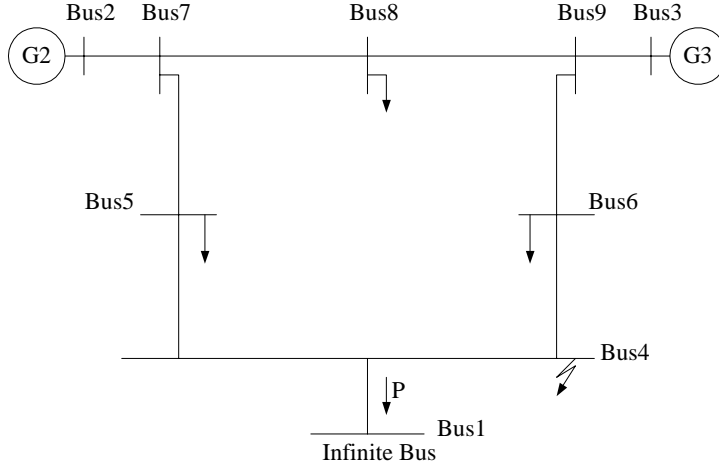 Bus2 Bus7 Bus8 Bus9 Bus3
G2 G3
Bus5 Bus6
Bus4
P
Bus1
Infinite Bus